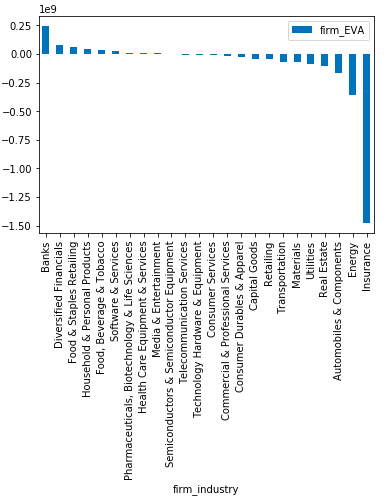 1e9
firm_EVA
0.25
0.00
−0.25
−0.50
−0.75
−1.00
−1.25
−1.50
Banks
Diversified Financials
Food & Staples Retailing
Household & Personal Products
Food, Beverage & Tobacco
Software & Services
Pharmaceuticals, Biotechnology & Life Sciences
Health Care Equipment & Services
Media & Entertainment
Semiconductors & Semiconductor Equipment
Telecommunication Services
Technology Hardware & Equipment
Consumer Services
Commercial & Professional Services
Consumer Durables & Apparel
Capital Goods
Retailing
Transportation
Materials
Utilities
Real Estate
Automobiles & Components
Energy
Insurance
firm_industry